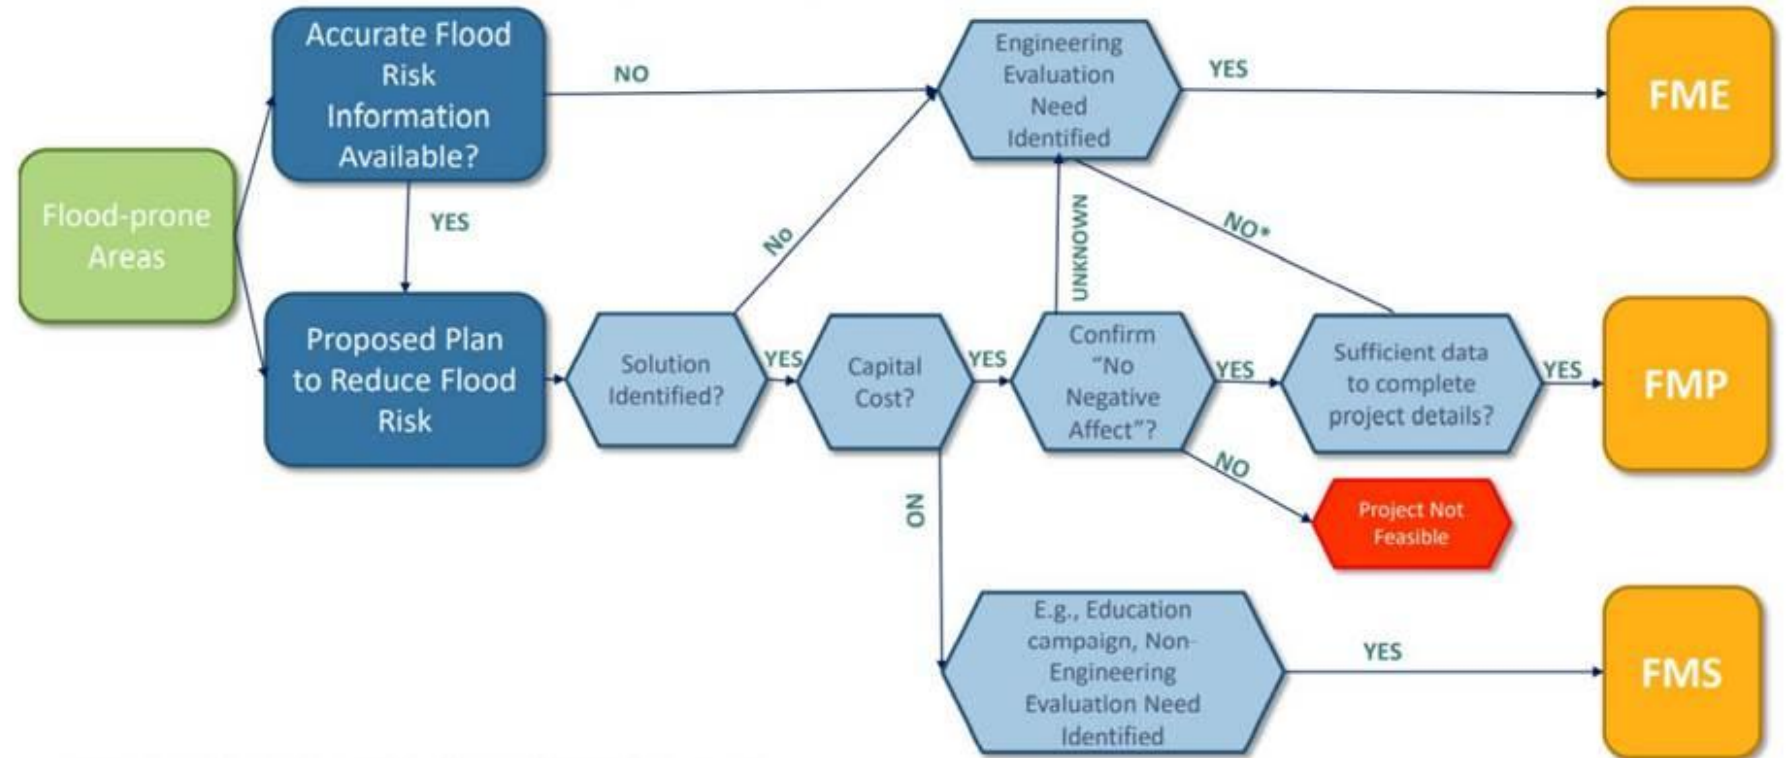 Flood-prone
Areas
Accurate Flood
Risk
Information
Available?
NO
YES
Proposed Plan
to Reduce Flood
Risk
Solution
Identified?
No
YES
Capital
Cost?
YES
NO
Confirm
"No
Negative
Affect"?
UNKNOWN
YES
NO
Project Not
Feasible
Sufficient data
to complete
project details?
NO*
YES
FMP
Engineering
Evaluation
Need
Identified
YES
FME
E.g., Education
campaign, Non-
Engineering
Evaluation Need
Identified
YES
FMS